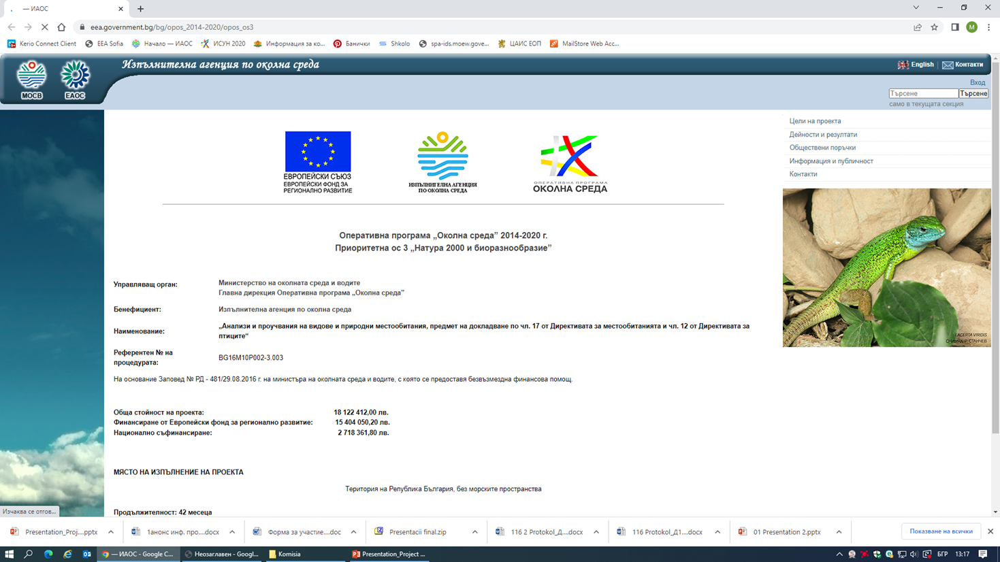 — ИАОС
eea.government.bg/bg/opos_2014-2020/opos_os3
M
Kerio Connect Client
EEA Sofia
Начало — ИАОС
ИСУН 2020
Информация за ко...
Банички
Shkolo
spa-ids.moew.gove...
ЦАИС ЕОП
MailStore Web Acc...
МОСВ
ЕАОС
Изпълнителна агенция по околна среда
English
Контакти
Вход
Търсене
Търсене
само в текущата секция
ЕВРОПЕЙСКИ СЪЮЗ
ЕВРОПЕЙСКИ ФОНД ЗА
РЕГИОНАЛНО РАЗВИТИЕ
ИЗПЪЛНИТЕЛНА АГЕНЦИЯ
ПО ОКОЛНА СРЕДА
ОПЕРАТИВНА ПРОГРАМА
ОКОЛНА СРЕДА
Цели на проекта
Дейности и резултати
Обществени поръчки
Информация и публичност
Контакти
LACERTA VIRIDIS
СНИМКА: Р. СТАНЧЕВ
Оперативна програма „Околна среда” 2014-2020 г.
Приоритетна ос 3 „Натура 2000 и биоразнообразие”
Управляващ орган:
Министерство на околната среда и водите
Главна дирекция Оперативна програма „Околна среда”
Бенефициент:
Изпълнителна агенция по околна среда
Наименование:
„Анализи и проучвания на видове и природни местообитания, предмет на докладване по чл. 17 от Директивата за местообитанията и чл. 12 от Директивата за
птиците“
Референтен № на
процедурата:
BG16M10P002-3.003
На основание Заповед № РД - 481/29.08.2016 г. на министъра на околната среда и водите, с която се предоставя безвъзмездна финансова помощ.
Обща стойност на проекта: 18 122 412,00 лв.
Финансиране от Европейски фонд за регионално развитие: 15 404 050,20 лв.
Национално съфинансиране: 2 718 361,80 лв.
МЯСТО НА ИЗПЪЛНЕНИЕ НА ПРОЕКТА
Територия на Република България, без морските пространства
Продължителност: 42 месеца
Изчаква се отгов...
Presentation_Proj....pptx
1анонс инф. про....docx
Форма за участие....doc
Presentacii final.zip
116 2 Protokol_Д....docx
116 Protokol_Д1....docx
01 Presentation 2.pptx
Показване на всички
— ИАОС - Google C...
Неозаглавен - Googl...
Komisia
Presentation_Project ...
БГР
13:17